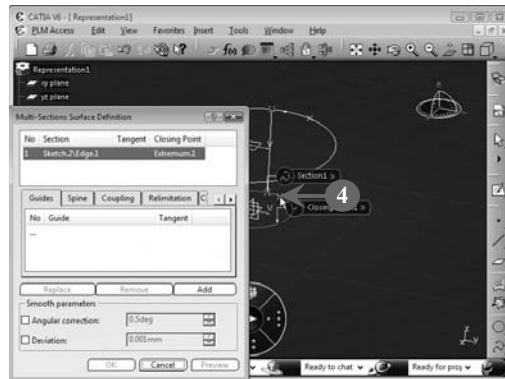 CATIA V6 - [ Representation1]
PLM Access Edit View Favorites Insert Tools Window Help
Representation1
xy plane
yz plane
Multi-Sections Surface Definition
No Section Tangent Closing Point
1 Sketch.2\Edge.1 Extremum.1
Section1
4
Closing
Guides Spine Coupling Relimitation C
No Guide Tangent
...
Replace Remove Add
Smooth parameters
Angular correction: 0.5deg
Deviation: 0.001mm
OK Cancel Preview
Ready to chat Ready for
x y